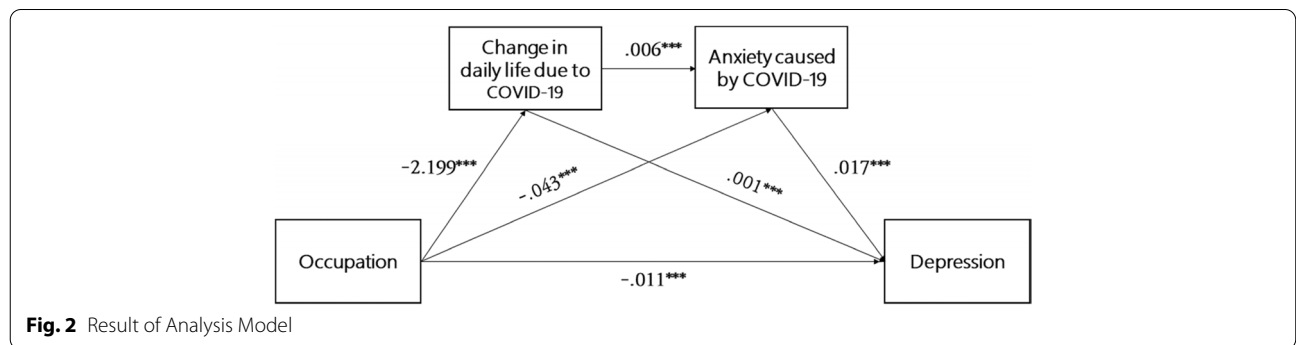 Change in
daily life due to
COVID-19
.006***
Anxiety caused
by COVID-19
-2.199***
-.043***
.001***
.017***
Occupation
-.011***
Depression
Fig. 2 Result of Analysis Model